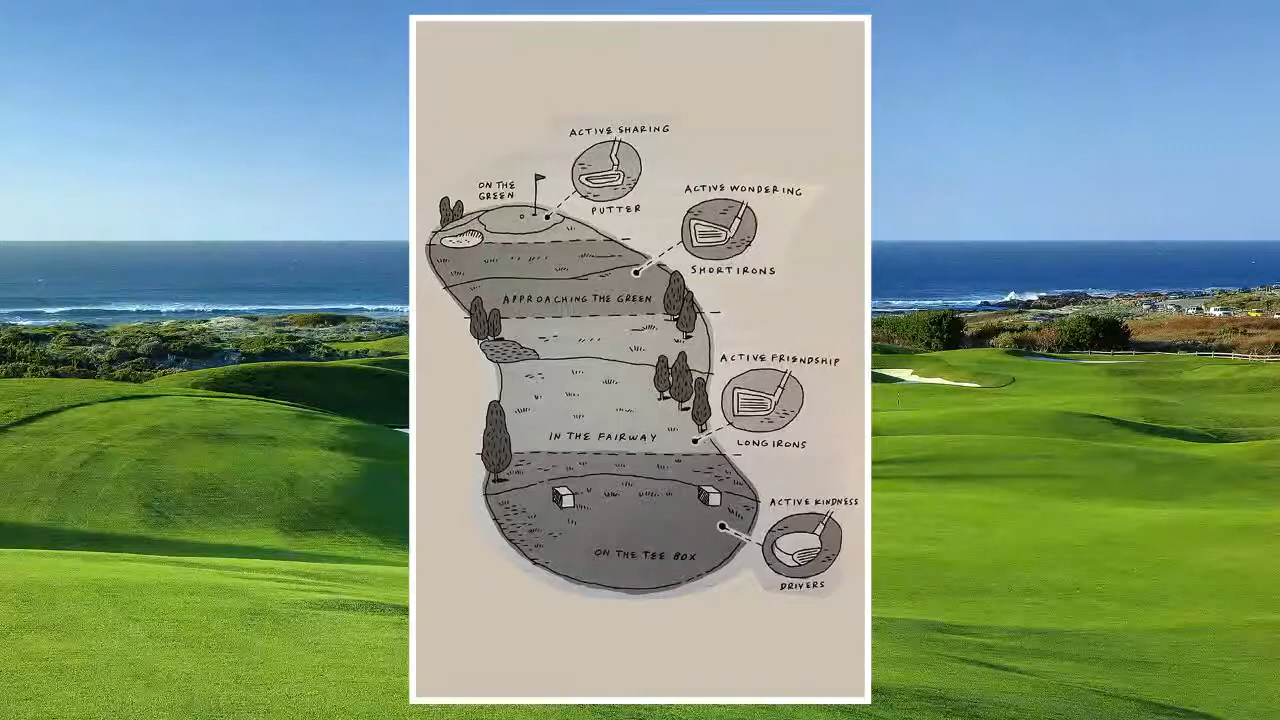 ACTIVE SHARING
ON THE
GREEN
PUTTER
ACTIVE WONDERING
SHORT IRONS
APPROACHING THE GREEN
ACTIVE FRIENDSHIP
IN THE FAIRWAY
LONG IRONS
ACTIVE KINDNESS
ON THE TEE BOX
DRIVERS